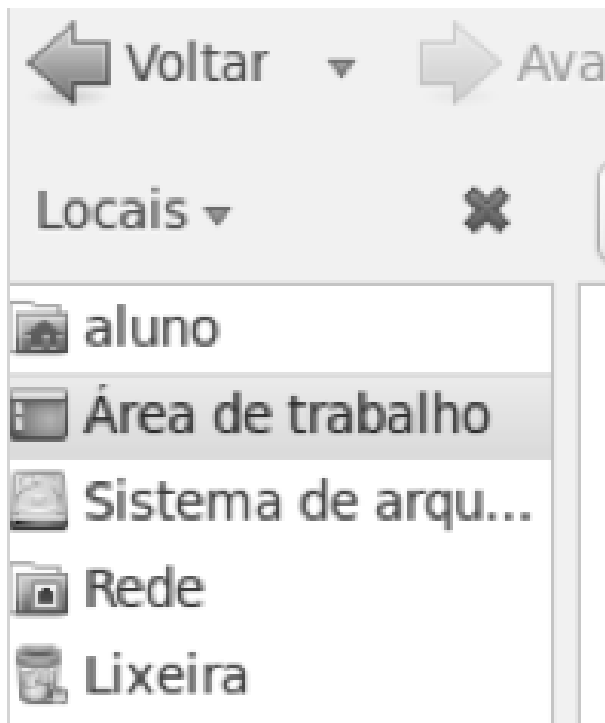 Voltar Ava
Locais
aluno
Área de trabalho
Sistema de arqu...
Rede
Lixeira